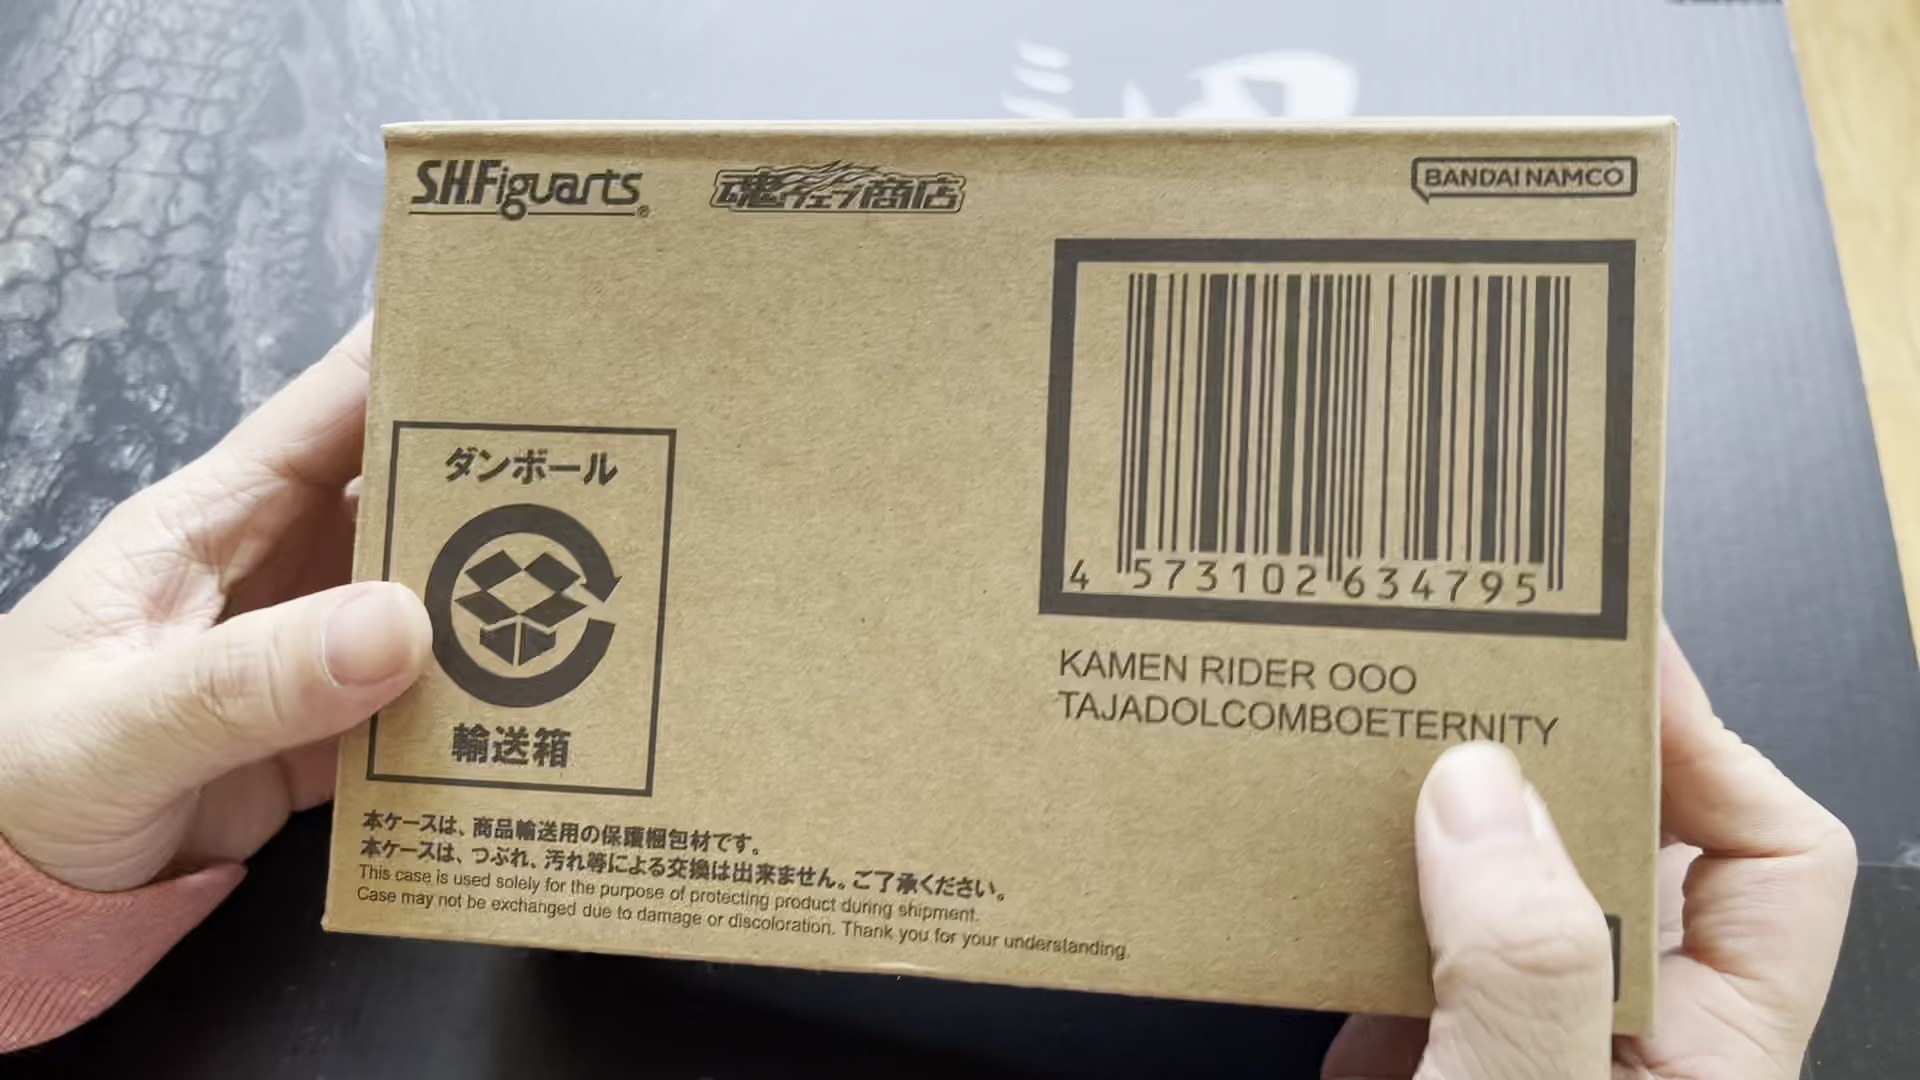 S.H.Figuarts®
魂ウェブ商店
BANDAI NAMCO
4 573102 634795
KAMEN RIDER OOO
TAJADOLCOMBOETERNITY
ダンボール
輸送箱
本ケースは、商品輸送用の保護梱包材です。
本ケースは、つぶれ、汚れ等による交換は出来ません。ご了承ください。
This case is used solely for the purpose of protecting product during shipment.
Case may not be exchanged due to damage or discoloration. Thank you for your understanding.